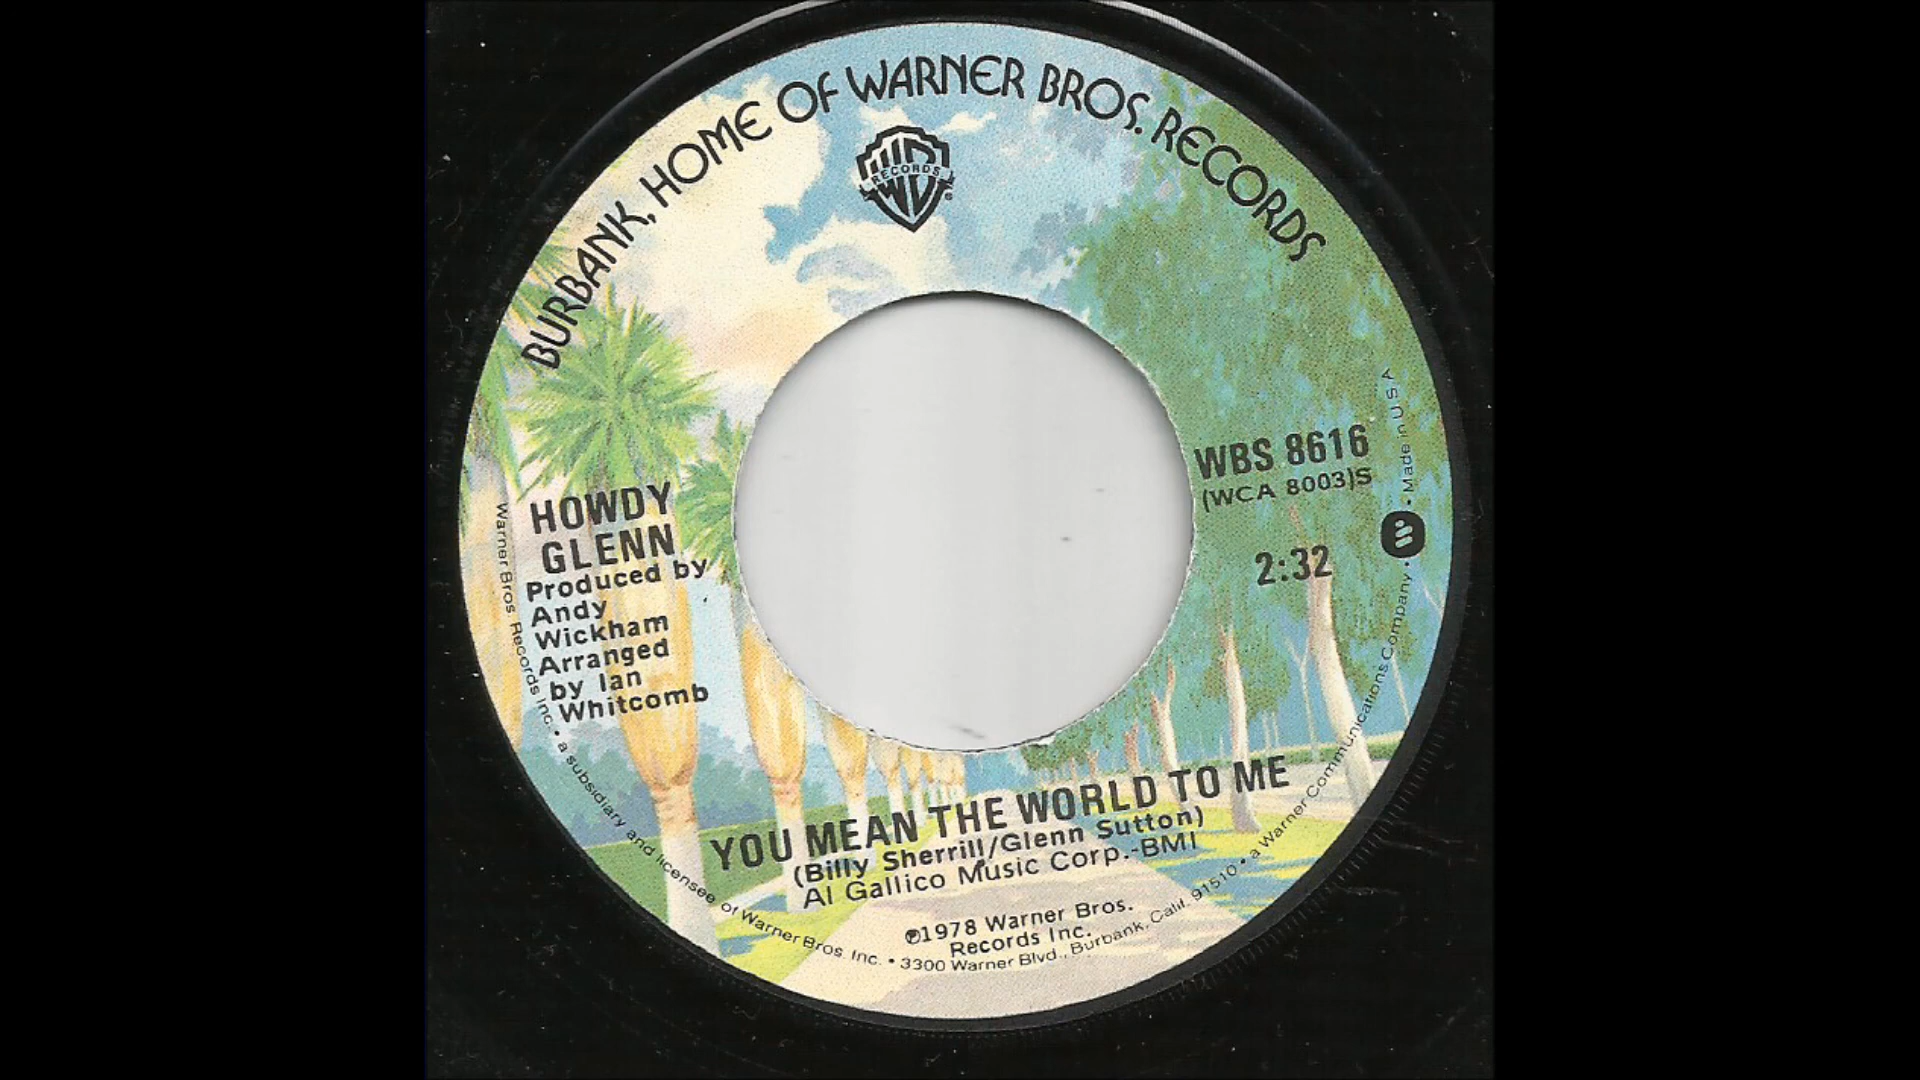 BURBANK, HOME OF WARNER BROS. RECORDS
WB
RECORDS
®
WBS 8616
(WCA 8003)S
2:32
HOWDY
GLENN
Produced by
Andy
Wickham
Arranged
by Ian
Whitcomb
YOU MEAN THE WORLD TO ME
(Billy Sherrill/Glenn Sutton)
Al Gallico Music Corp.-BMI
℗1978 Warner Bros.
Records Inc.
Warner Bros. Records Inc. • a subsidiary and licensee of Warner Bros. Inc. • 3300 Warner Blvd., Burbank, Calif. 91510 • a Warner Communications Company • Made in U.S.A